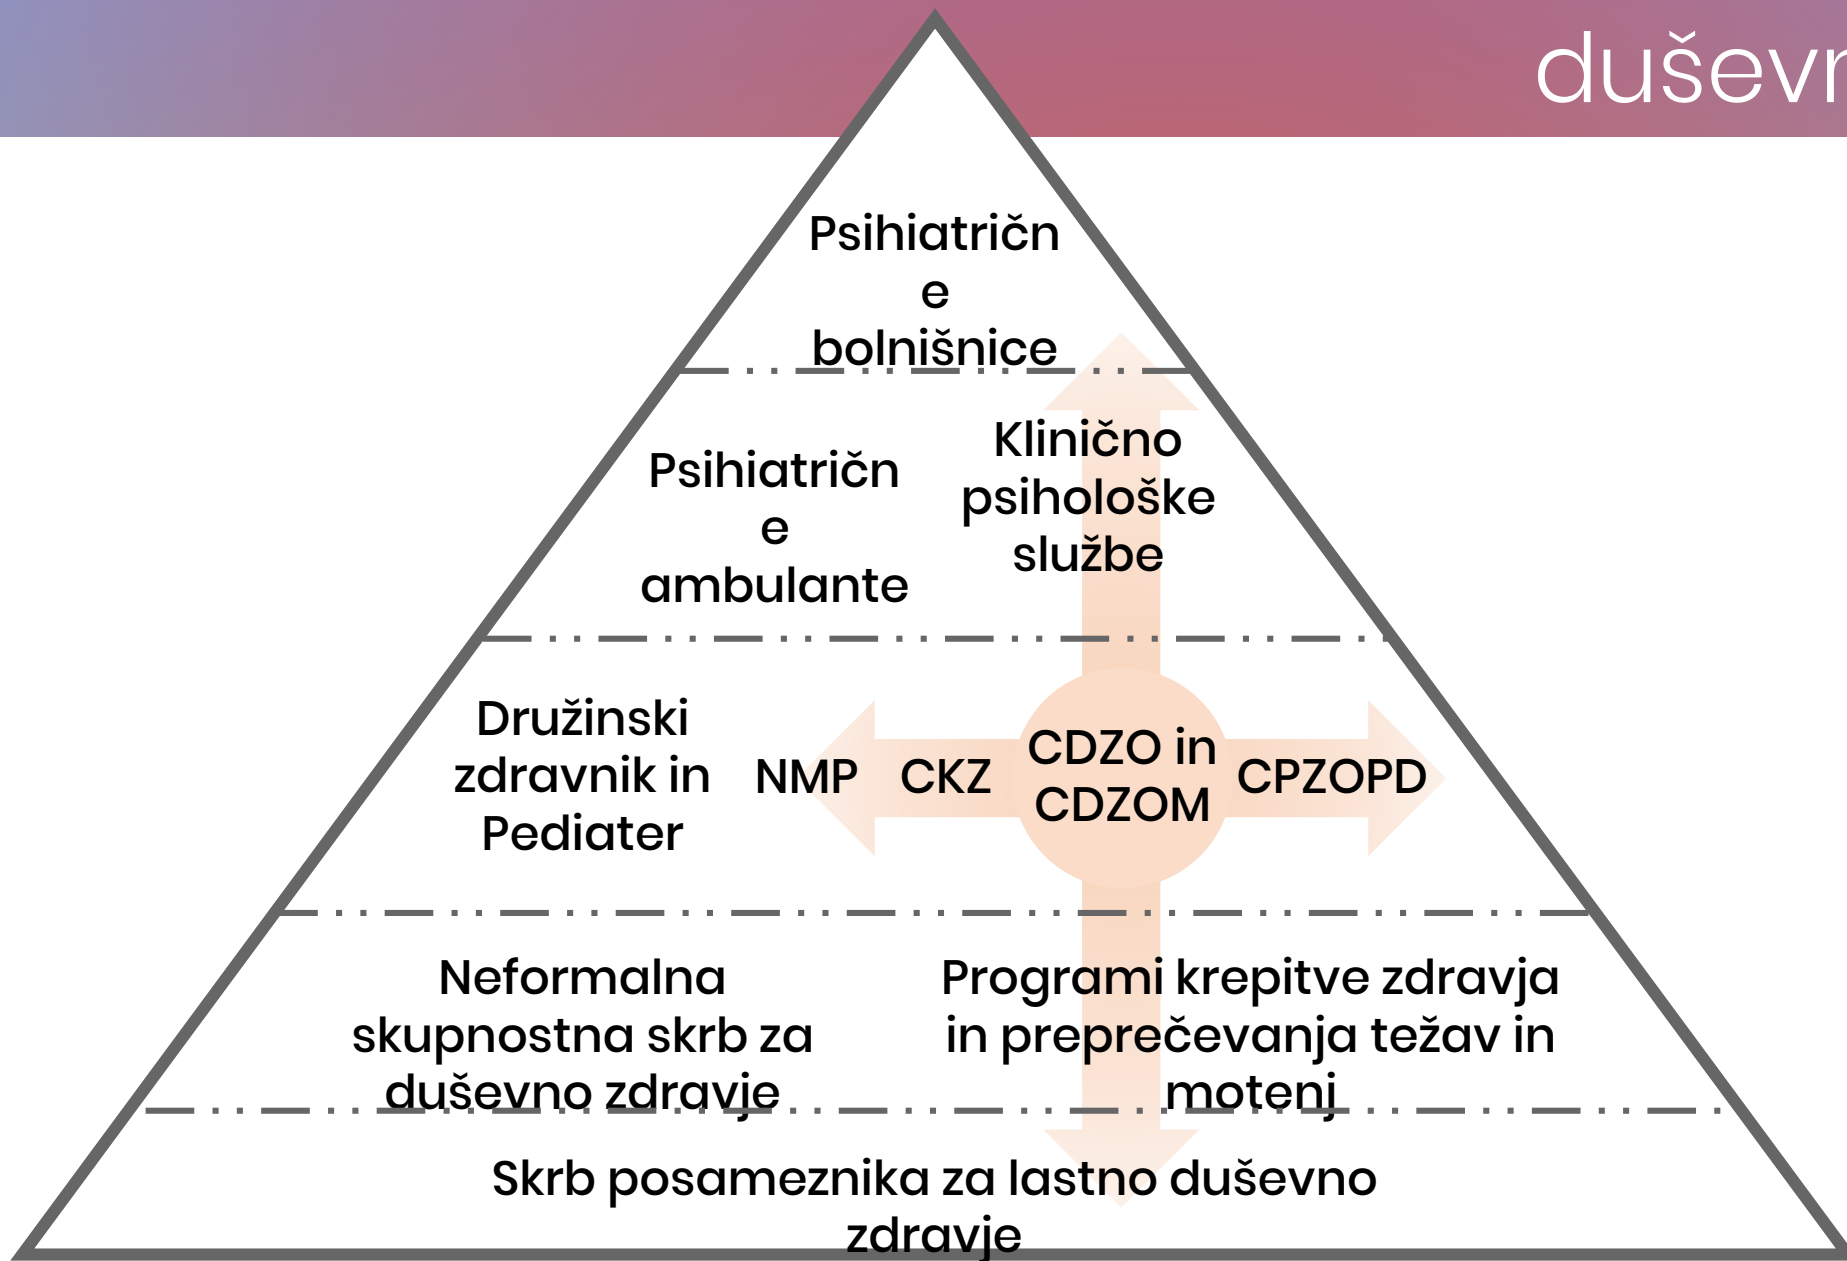 duševn
Psihiatričn
e
bolnišnice
Psihiatričn
e
ambulante
Klinično
psihološke
službe
Družinski
zdravnik in
Pediater
NMP
CKZ
CDZO in
CDZOM
CPZOPD
Neformalna
skupnostna skrb za
duševno zdravje
Programi krepitve zdravja
in preprečevanja težav in
motenj
Skrb posameznika za lastno duševno
zdravje